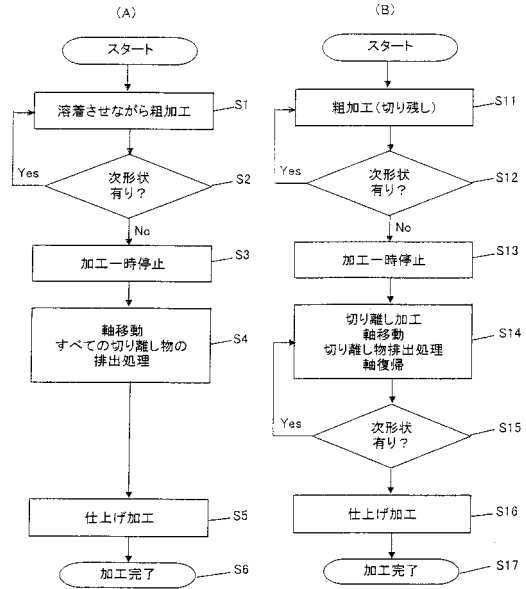 (A)
スタート
溶着させながら粗加工
S1
Yes
次形状
有り?
S2
No
加工一時停止
S3
軸移動
すべての切り離し物の
排出処理
S4
仕上げ加工
S5
加工完了
S6
(B)
スタート
粗加工(切り残し)
S11
Yes
次形状
有り?
S12
No
加工一時停止
S13
切り離し加工
軸移動
切り離し物排出処理
軸復帰
S14
Yes
次形状
有り?
S15
仕上げ加工
S16
加工完了
S17